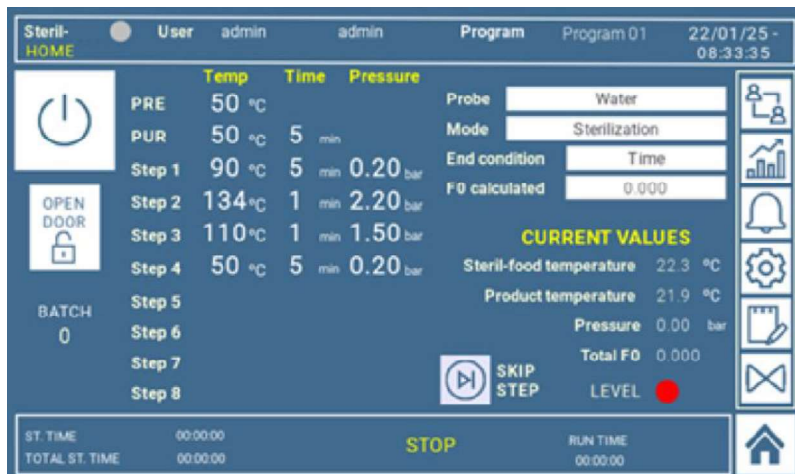 Steril- User admin admin Program Program 01 22/01/25 -
HOME 08:33:35
Temp Time Pressure
PRE 50 °C
PUR 50 °C 5 min
Step 1 90 °C 5 min 0.20 bar
Step 2 134 °C 1 min 2.20 bar
Step 3 110 °C 1 min 1.50 bar
Step 4 50 °C 5 min 0.20 bar
Step 5
Step 6
Step 7
Step 8
OPEN
DOOR
BATCH
0
Probe Water
Mode Sterilization
End condition Time
F0 calculated 0.000
CURRENT VALUES
Steril-food temperature 22.3 °C
Product temperature 21.9 °C
Pressure 0.00 bar
Total F0 0.000
SKIP
STEP
LEVEL
ST. TIME 00:00:00
TOTAL ST. TIME 00:00:00
STOP
RUN TIME
00:00:00